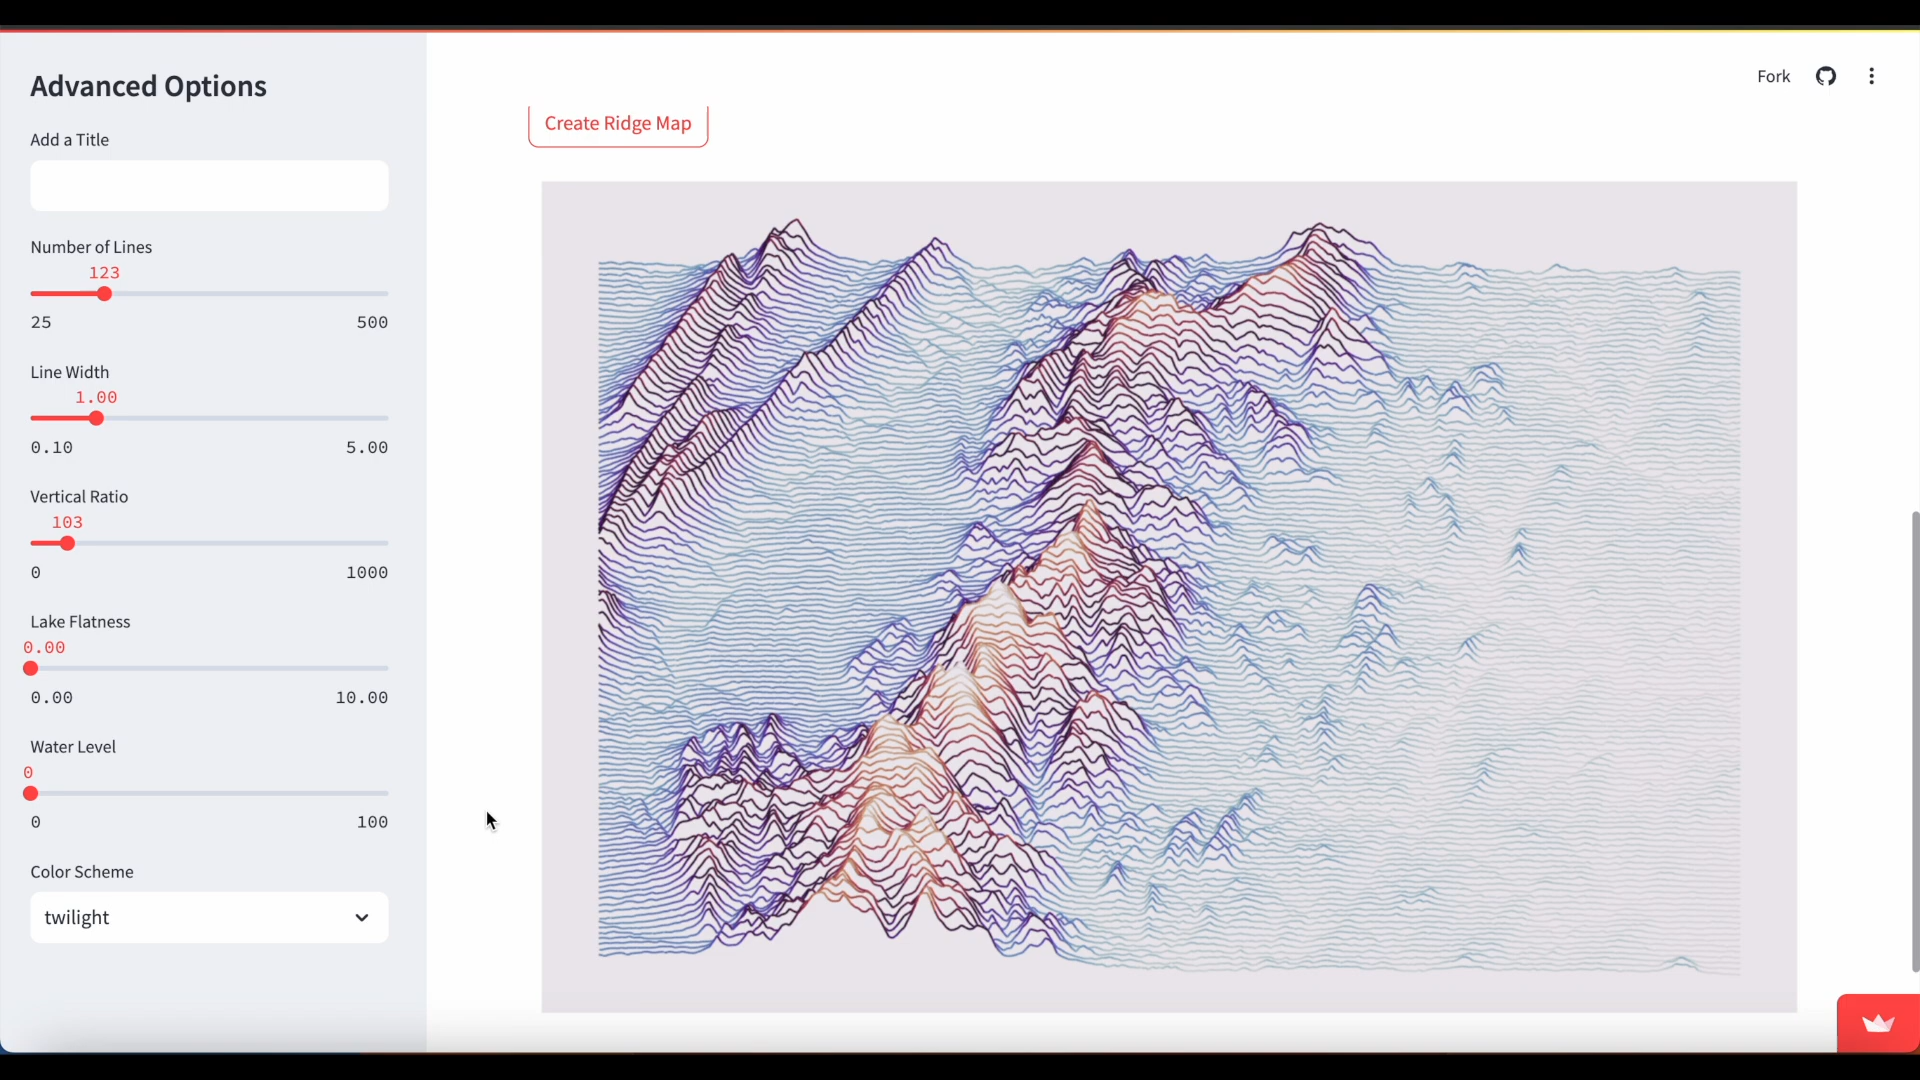 Advanced Options
Fork
Add a Title
Create Ridge Map
Number of Lines
123
25 500
Line Width
1.00
0.10 5.00
Vertical Ratio
103
0 1000
Lake Flatness
0.00
0.00 10.00
Water Level
0
0 100
Color Scheme
twilight